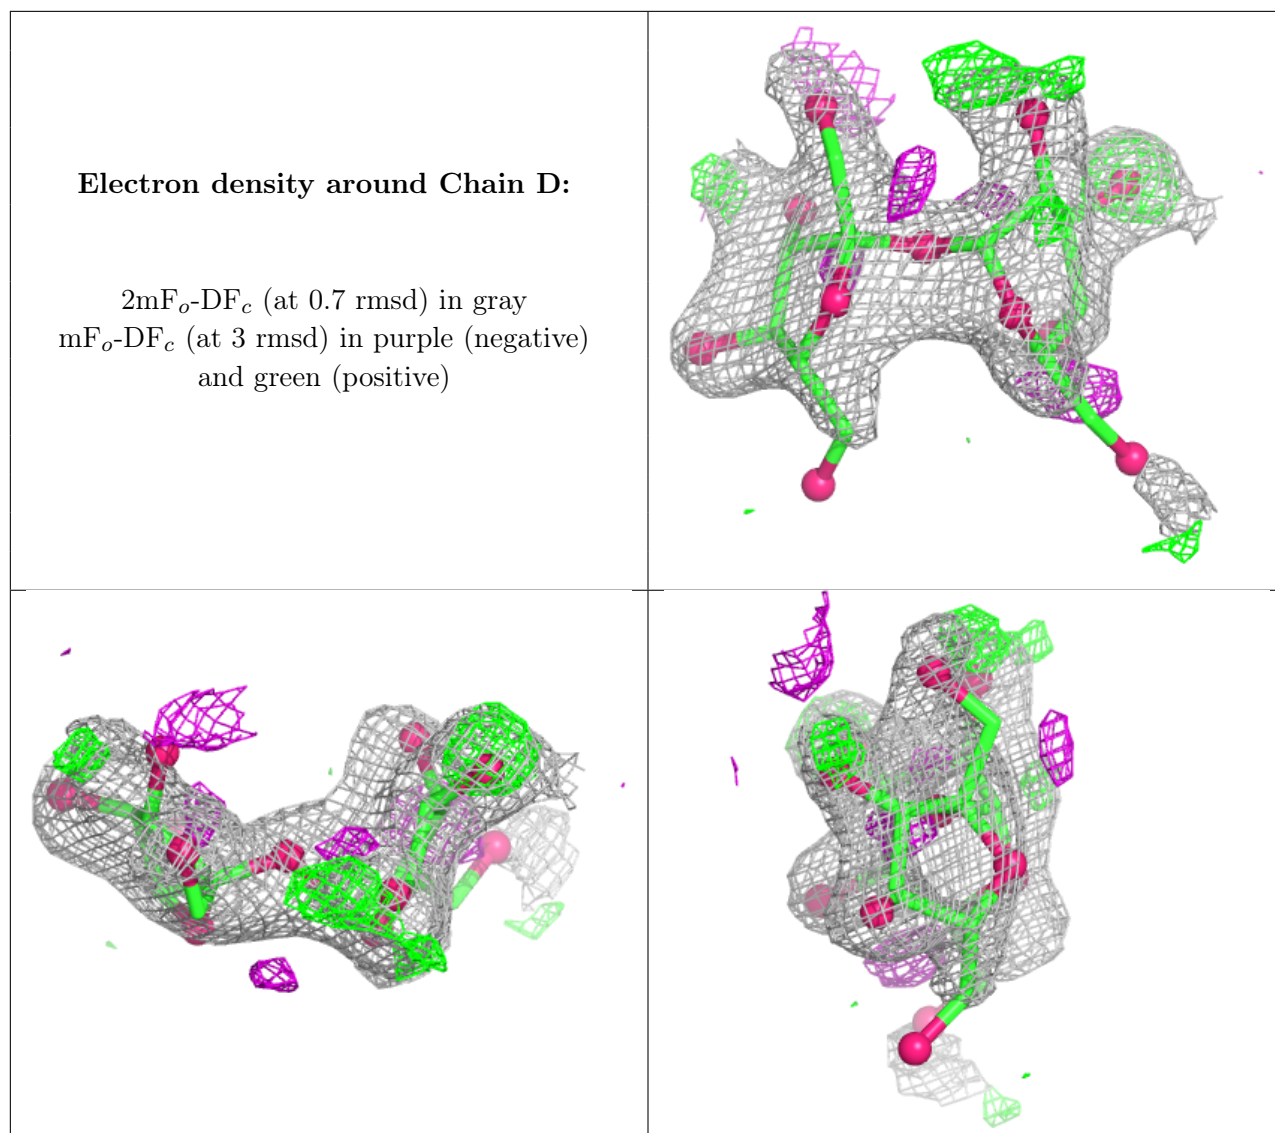 Electron density around Chain D:
2mFₒ-DF𝒸 (at 0.7 rmsd) in gray
mFₒ-DF𝒸 (at 3 rmsd) in purple (negative)
and green (positive)